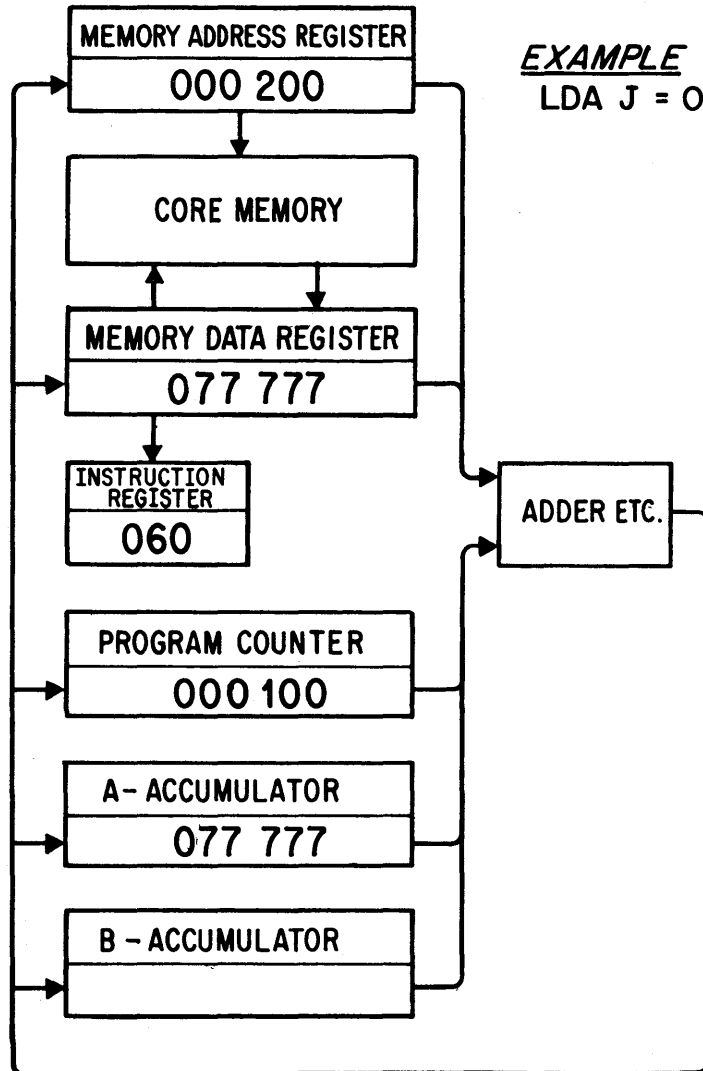 MEMORY ADDRESS REGISTER
000 200
EXAMPLE
LDA J = 0
CORE MEMORY
MEMORY DATA REGISTER
077 777
INSTRUCTION
REGISTER
060
ADDER ETC.
PROGRAM COUNTER
000 100
A- ACCUMULATOR
077 777
B - ACCUMULATOR